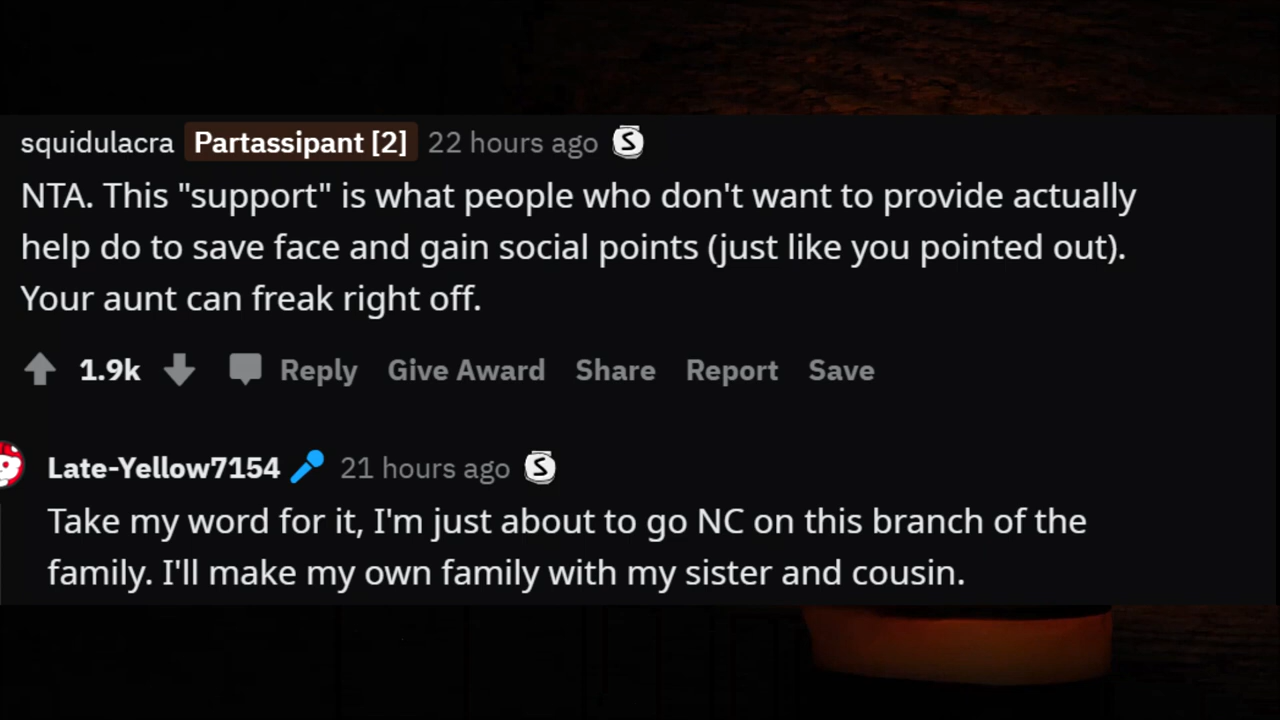 squidulacra Partassipant [2] 22 hours ago
NTA. This "support" is what people who don't want to provide actually
help do to save face and gain social points (just like you pointed out).
Your aunt can freak right off.
1.9k Reply Give Award Share Report Save
Late-Yellow7154 21 hours ago
Take my word for it, I'm just about to go NC on this branch of the
family. I'll make my own family with my sister and cousin.